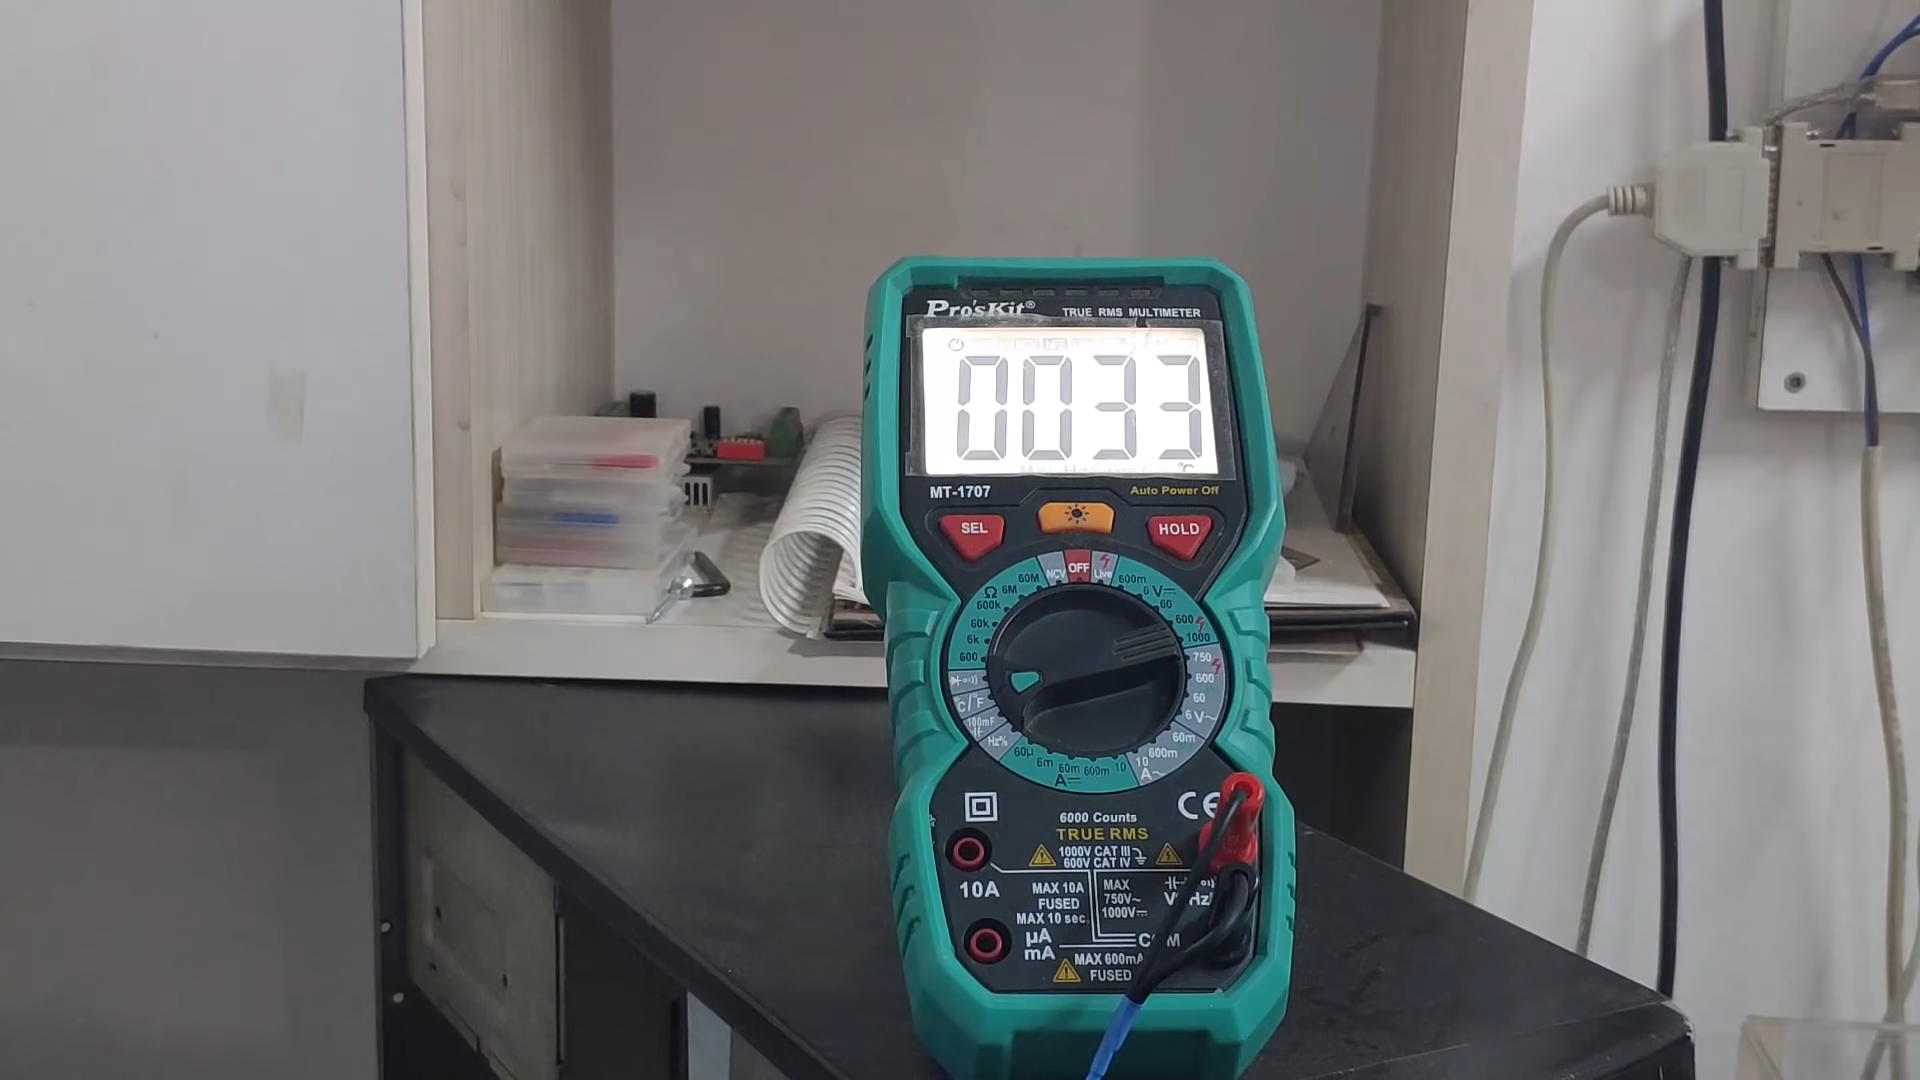 Pro'sKit®
TRUE RMS MULTIMETER
0033
°C
MT-1707
Auto Power Off
SEL
HOLD
NCV
OFF
Live
60M
6M
Ω
600k
60k
6k
600
°C/°F
100mF
Hz%
60µ
6m
60m
600m
10
A
600m
6
V
60
600
1000
750
600
60
6 V~
60m
600m
10
A~
6000 Counts
TRUE RMS
CE
1000V CAT III
600V CAT IV
10A
MAX 10A
FUSED
MAX 10 sec.
MAX
750V~
1000V
µA
mA
COM
MAX 600mA
FUSED